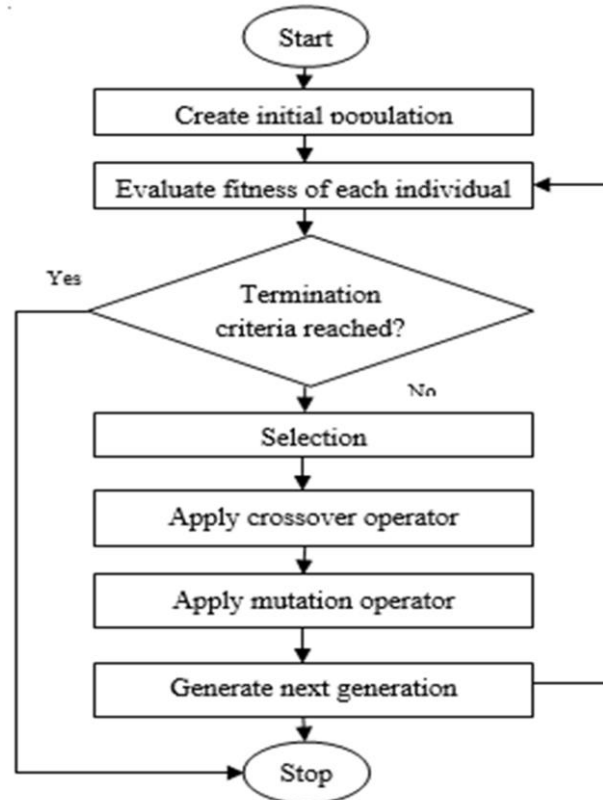 Start
Create initial population
Evaluate fitness of each individual
Yes
Termination
criteria reached?
No
Selection
Apply crossover operator
Apply mutation operator
Generate next generation
Stop